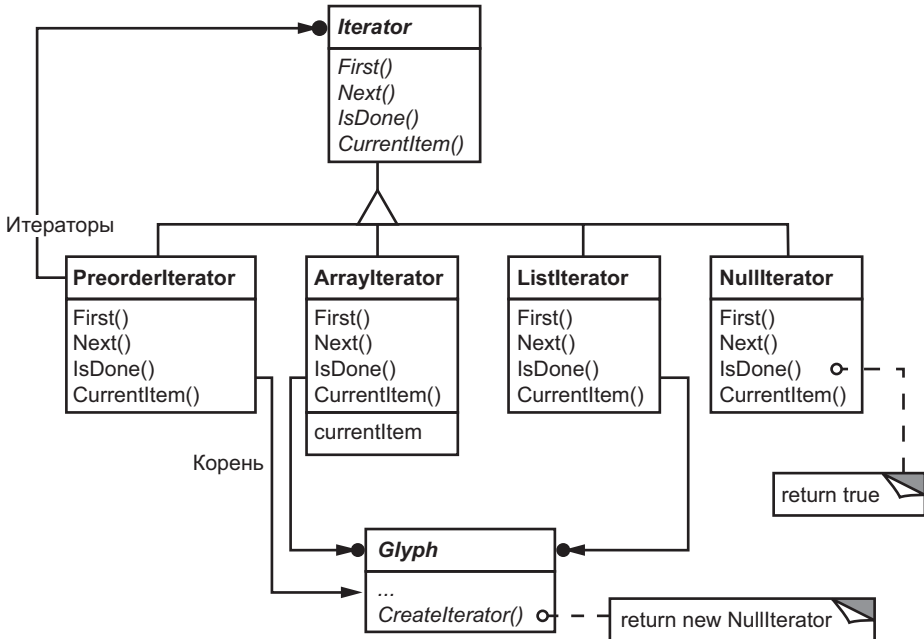 Iterator
First()
Next()
IsDone()
CurrentItem()
Итераторы
PreorderIterator
First()
Next()
IsDone()
CurrentItem()
ArrayIterator
First()
Next()
IsDone()
CurrentItem()
currentItem
ListIterator
First()
Next()
IsDone()
CurrentItem()
NullIterator
First()
Next()
IsDone()
CurrentItem()
Корень
return true
Glyph
...
CreateIterator()
return new NullIterator